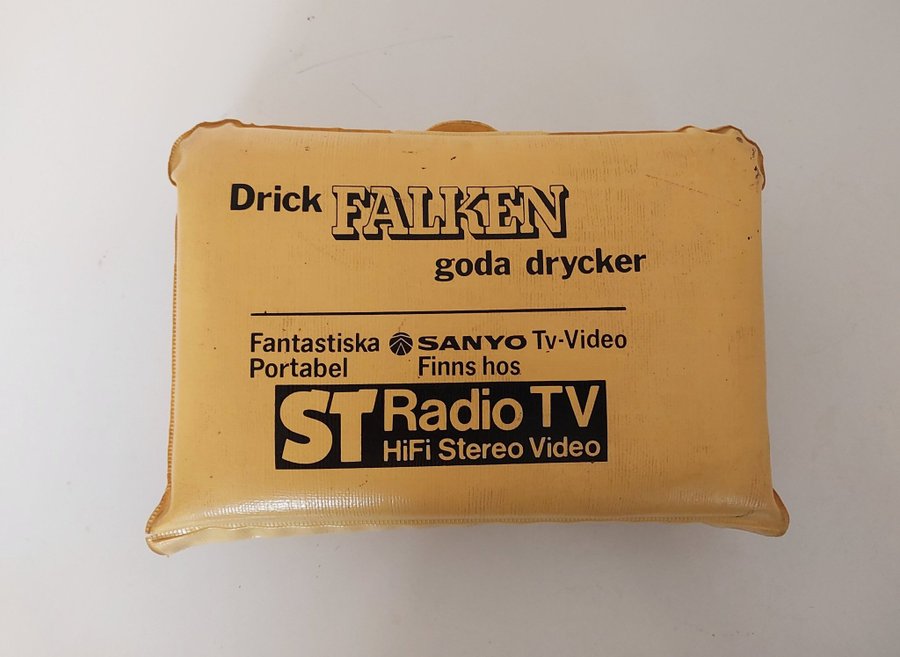 Drick FALKEN
goda drycker
Fantastiska SANYO Tv-Video
Portabel Finns hos
ST Radio TV
HiFi Stereo Video